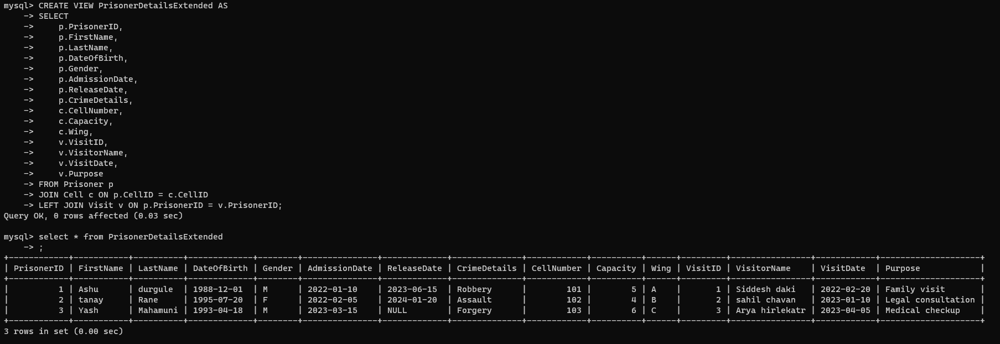 mysql> CREATE VIEW PrisonerDetailsExtended AS
    -> SELECT
    ->     p.PrisonerID,
    ->     p.FirstName,
    ->     p.LastName,
    ->     p.DateOfBirth,
    ->     p.Gender,
    ->     p.AdmissionDate,
    ->     p.ReleaseDate,
    ->     p.CrimeDetails,
    ->     c.CellNumber,
    ->     c.Capacity,
    ->     c.Wing,
    ->     v.VisitID,
    ->     v.VisitorName,
    ->     v.VisitDate,
    ->     v.Purpose
    -> FROM Prisoner p
    -> JOIN Cell c ON p.CellID = c.CellID
    -> LEFT JOIN Visit v ON p.PrisonerID = v.PrisonerID;
Query OK, 0 rows affected (0.03 sec)

mysql> select * from PrisonerDetailsExtended
    -> ;
+------------+-----------+----------+-------------+--------+---------------+-------------+--------------+------------+----------+------+---------+----------------+------------+--------------------+
| PrisonerID | FirstName | LastName | DateOfBirth | Gender | AdmissionDate | ReleaseDate | CrimeDetails | CellNumber | Capacity | Wing | VisitID | VisitorName    | VisitDate  | Purpose            |
+------------+-----------+----------+-------------+--------+---------------+-------------+--------------+------------+----------+------+---------+----------------+------------+--------------------+
|          1 | Ashu      | durgule  | 1988-12-01  | M      | 2022-01-10    | 2023-06-15  | Robbery      |        101 |        5 | A    |       1 | Siddesh daki   | 2022-02-20 | Family visit       |
|          2 | tanay     | Rane     | 1995-07-20  | F      | 2022-02-05    | 2024-01-20  | Assault      |        102 |        4 | B    |       2 | sahil chavan   | 2023-01-10 | Legal consultation |
|          3 | Yash      | Mahamuni | 1993-04-18  | M      | 2023-03-15    | NULL        | Forgery      |        103 |        6 | C    |       3 | Arya hirlekatr | 2023-04-05 | Medical checkup    |
+------------+-----------+----------+-------------+--------+---------------+-------------+--------------+------------+----------+------+---------+----------------+------------+--------------------+
3 rows in set (0.00 sec)